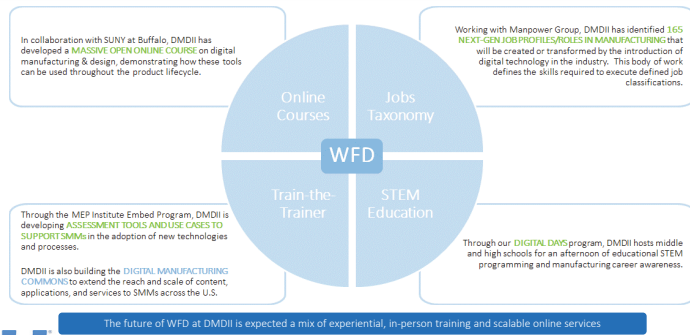 In collaboration with SUNY at Buffalo, DMDII has
developed a MASSIVE OPEN ONLINE COURSE on digital
manufacturing & design, demonstrating how these tools
can be used throughout the product lifecycle.
Working with Manpower Group, DMDII has identified 165
NEXT-GEN JOB PROFILES/ROLES IN MANUFACTURING that
will be created or transformed by the introduction of
digital technology in the industry. This body of work
defines the skills required to execute defined job
classifications.
Online
Courses
Jobs
Taxonomy
WFD
Train-the-
Trainer
STEM
Education
Through the MEP Institute Embed Program, DMDII is
developing ASSESSMENT TOOLS AND USE CASES TO
SUPPORT SMMs in the adoption of new technologies
and processes.
DMDII is also building the DIGITAL MANUFACTURING
COMMONS to extend the reach and scale of content,
applications, and services to SMMs across the U.S.
Through our DIGITAL DAYS program, DMDII hosts middle
and high schools for an afternoon of educational STEM
programming and manufacturing career awareness.
The future of WFD at DMDII is expected a mix of experiential, in-person training and scalable online services